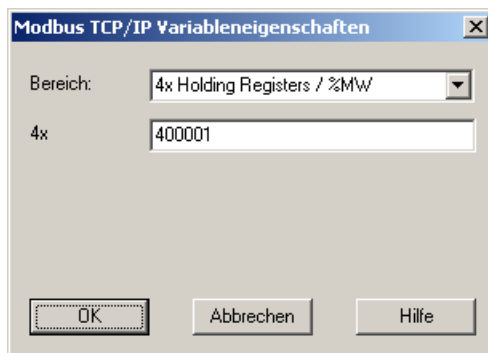 Modbus TCP/IP Variableneigenschaften
Bereich: 4x Holding Registers / %MW
4x 400001
OK Abbrechen Hilfe